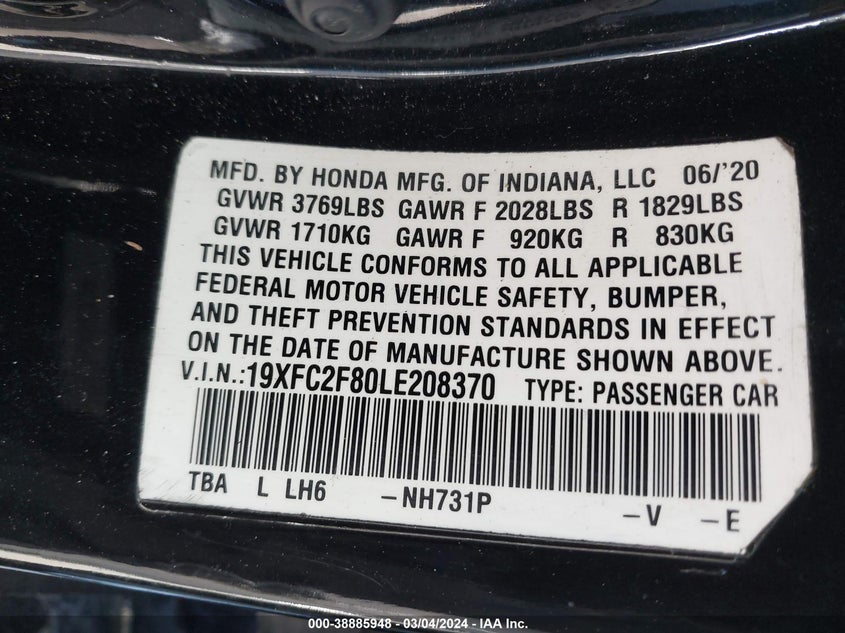 MFD. BY HONDA MFG. OF INDIANA, LLC 06/'20
GVWR 3769LBS GAWR F 2028LBS R 1829LBS
GVWR 1710KG GAWR F 920KG R 830KG
THIS VEHICLE CONFORMS TO ALL APPLICABLE
FEDERAL MOTOR VEHICLE SAFETY, BUMPER,
AND THEFT PREVENTION STANDARDS IN EFFECT
ON THE DATE OF MANUFACTURE SHOWN ABOVE.
V.I.N.:19XFC2F80LE208370 TYPE: PASSENGER CAR
TBA L LH6 -NH731P -V -E
000-38885948 - 03/04/2024 - IAAI.com